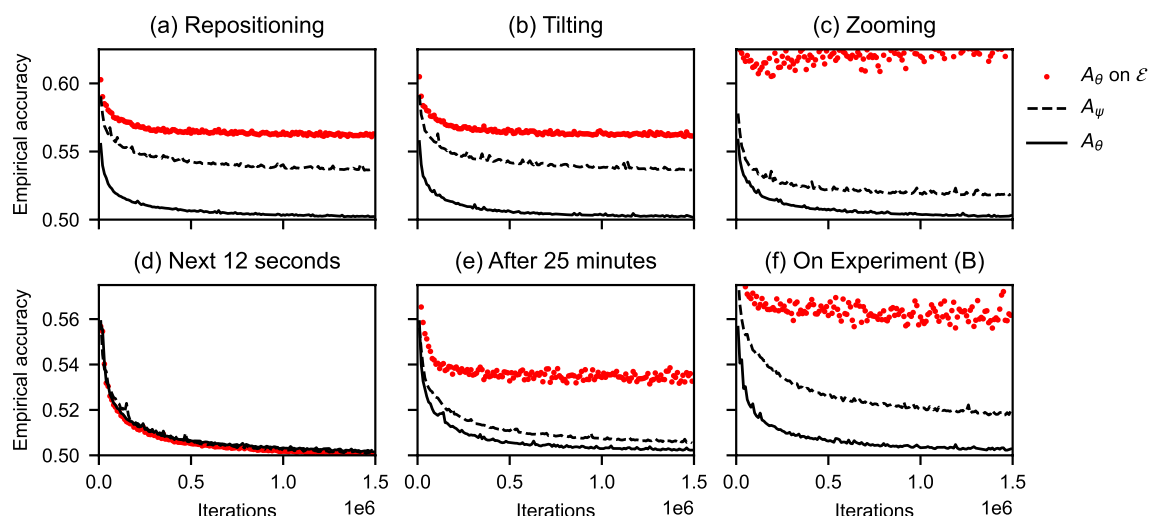 (a) Repositioning (b) Tilting (c) Zooming
Empirical accuracy
0.60
0.55
0.50
A_θ on ℰ
A_ψ
A_θ
(d) Next 12 seconds (e) After 25 minutes (f) On Experiment (B)
Empirical accuracy
0.56
0.54
0.52
0.50
0.0 0.5 1.0 1.5 0.0 0.5 1.0 1.5 0.0 0.5 1.0 1.5
Iterations 1e6 Iterations 1e6 Iterations 1e6